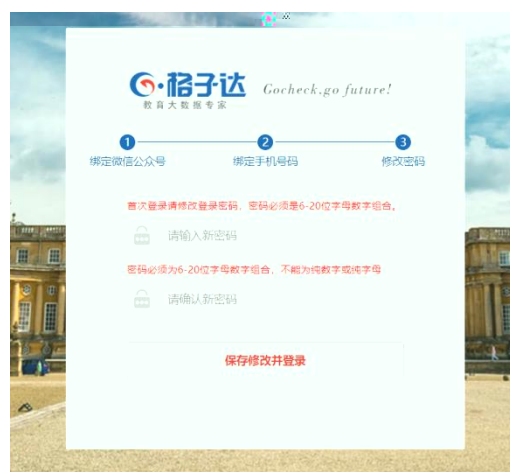 格子达
教育大数据专家
Gocheck.go future!
1
2
3
绑定微信公众号
绑定手机号码
修改密码
首次登录请修改登录密码，密码必须是6-20位字母数字组合。
请输入新密码
密码必须为6-20位字母数字组合，不能为纯数字或纯字母
请确认新密码
保存修改并登录